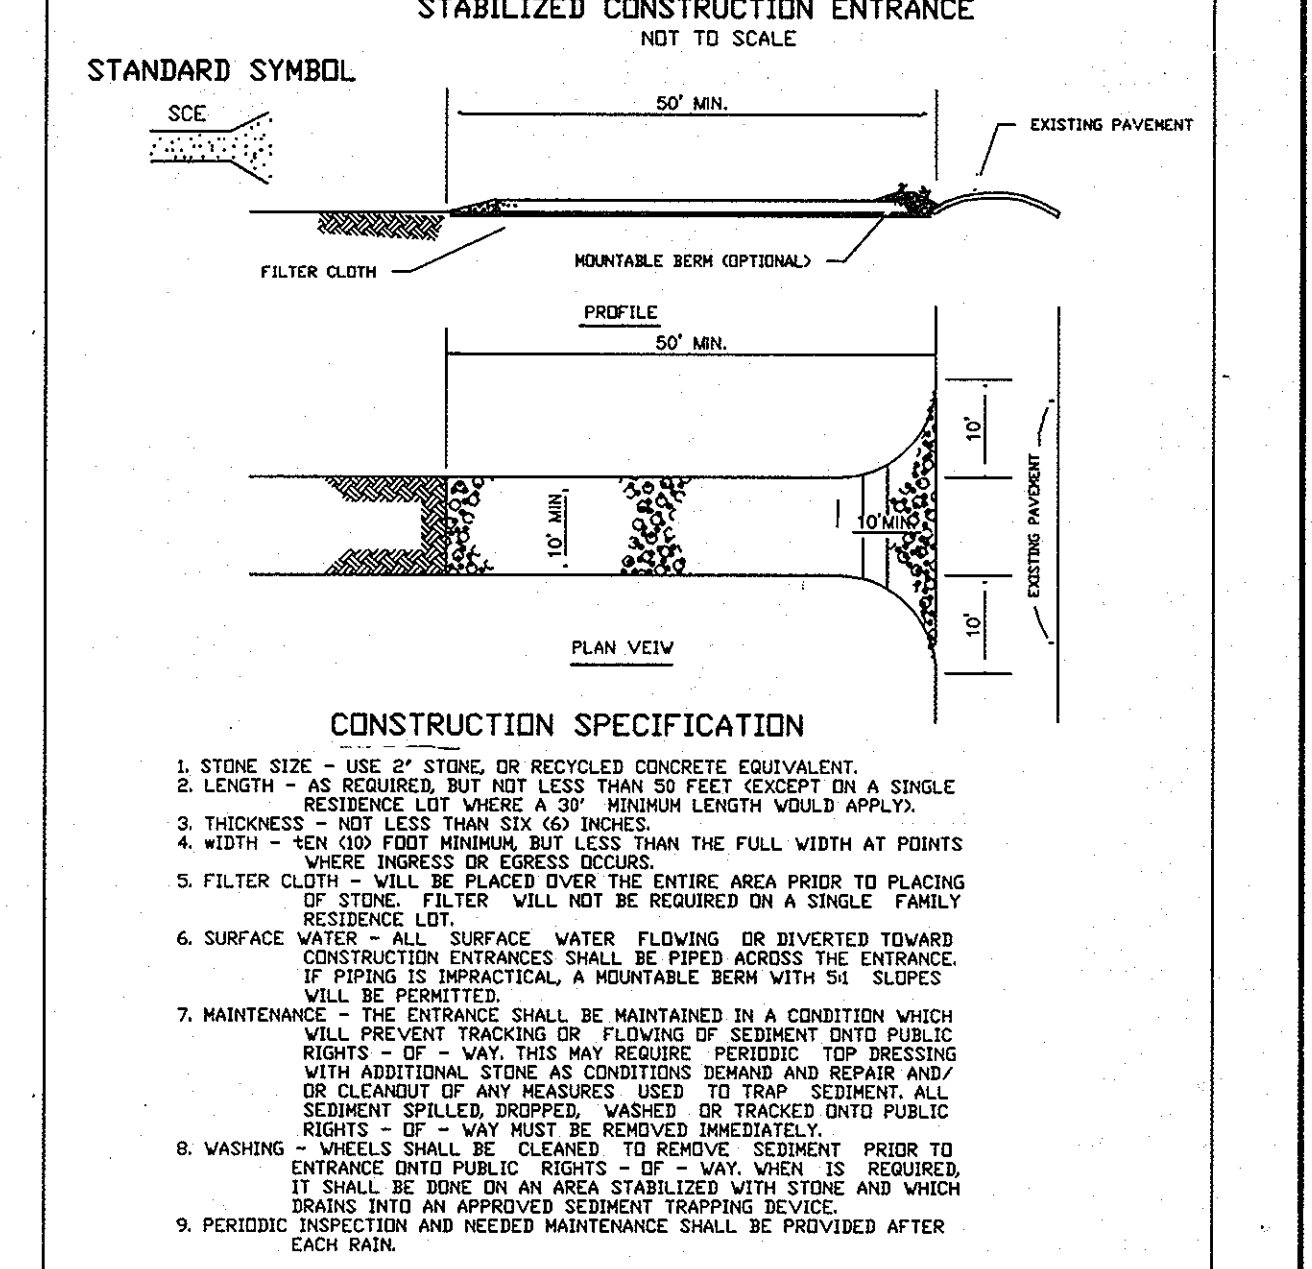 STABILIZED CONSTRUCTION ENTRANCE
NOT TO SCALE
STANDARD SYMBOL
SCE
50' MIN.
EXISTING PAVEMENT
FILTER CLOTH
MOUNTABLE BERM (OPTIONAL)
PROFILE
50' MIN.
10'
10' MIN
10'MIN.
EXISTING PAVEMENT
10'
PLAN VEIW
CONSTRUCTION SPECIFICATION
1. STONE SIZE - USE 2' STONE, OR RECYCLED CONCRETE EQUIVALENT.
2. LENGTH - AS REQUIRED, BUT NOT LESS THAN 50 FEET (EXCEPT ON A SINGLE
RESIDENCE LOT WHERE A 30' MINIMUM LENGTH WOULD APPLY).
3. THICKNESS - NOT LESS THAN SIX (6) INCHES.
4. wIDTH - tEN (10) FOOT MINIMUM, BUT LESS THAN THE FULL WIDTH AT POINTS
WHERE INGRESS OR EGRESS OCCURS.
5. FILTER CLOTH - WILL BE PLACED OVER THE ENTIRE AREA PRIOR TO PLACING
OF STONE. FILTER WILL NOT BE REQUIRED ON A SINGLE FAMILY
RESIDENCE LOT.
6. SURFACE WATER - ALL SURFACE WATER FLOWING OR DIVERTED TOWARD
CONSTRUCTION ENTRANCES SHALL BE PIPED ACROSS THE ENTRANCE.
IF PIPING IS IMPRACTICAL, A MOUNTABLE BERM WITH 5:1 SLOPES
WILL BE PERMITTED.
7. MAINTENANCE - THE ENTRANCE SHALL BE MAINTAINED IN A CONDITION WHICH
WILL PREVENT TRACKING OR FLOWING OF SEDIMENT ONTO PUBLIC
RIGHTS - OF - WAY. THIS MAY REQUIRE PERIODIC TOP DRESSING
WITH ADDITIONAL STONE AS CONDITIONS DEMAND AND REPAIR AND/
OR CLEANOUT OF ANY MEASURES USED TO TRAP SEDIMENT. ALL
SEDIMENT SPILLED, DROPPED, WASHED OR TRACKED ONTO PUBLIC
RIGHTS - OF - WAY MUST BE REMOVED IMMEDIATELY.
8. WASHING - WHEELS SHALL BE CLEANED TO REMOVE SEDIMENT PRIOR TO
ENTRANCE ONTO PUBLIC RIGHTS - OF - WAY. WHEN IS REQUIRED,
IT SHALL BE DONE ON AN AREA STABILIZED WITH STONE AND WHICH
DRAINS INTO AN APPROVED SEDIMENT TRAPPING DEVICE.
9. PERIODIC INSPECTION AND NEEDED MAINTENANCE SHALL BE PROVIDED AFTER
EACH RAIN.